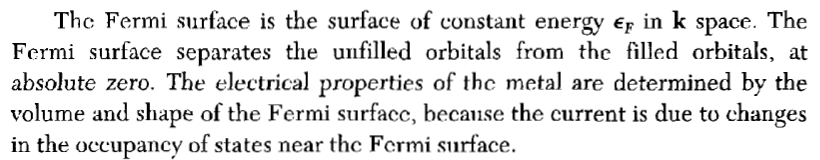 The Fermi surface is the surface of constant energy ϵF in k space. The
Fermi surface separates the unfilled orbitals from the filled orbitals, at
absolute zero. The electrical properties of the metal are determined by the
volume and shape of the Fermi surface, because the current is due to changes
in the occupancy of states near the Fermi surface.